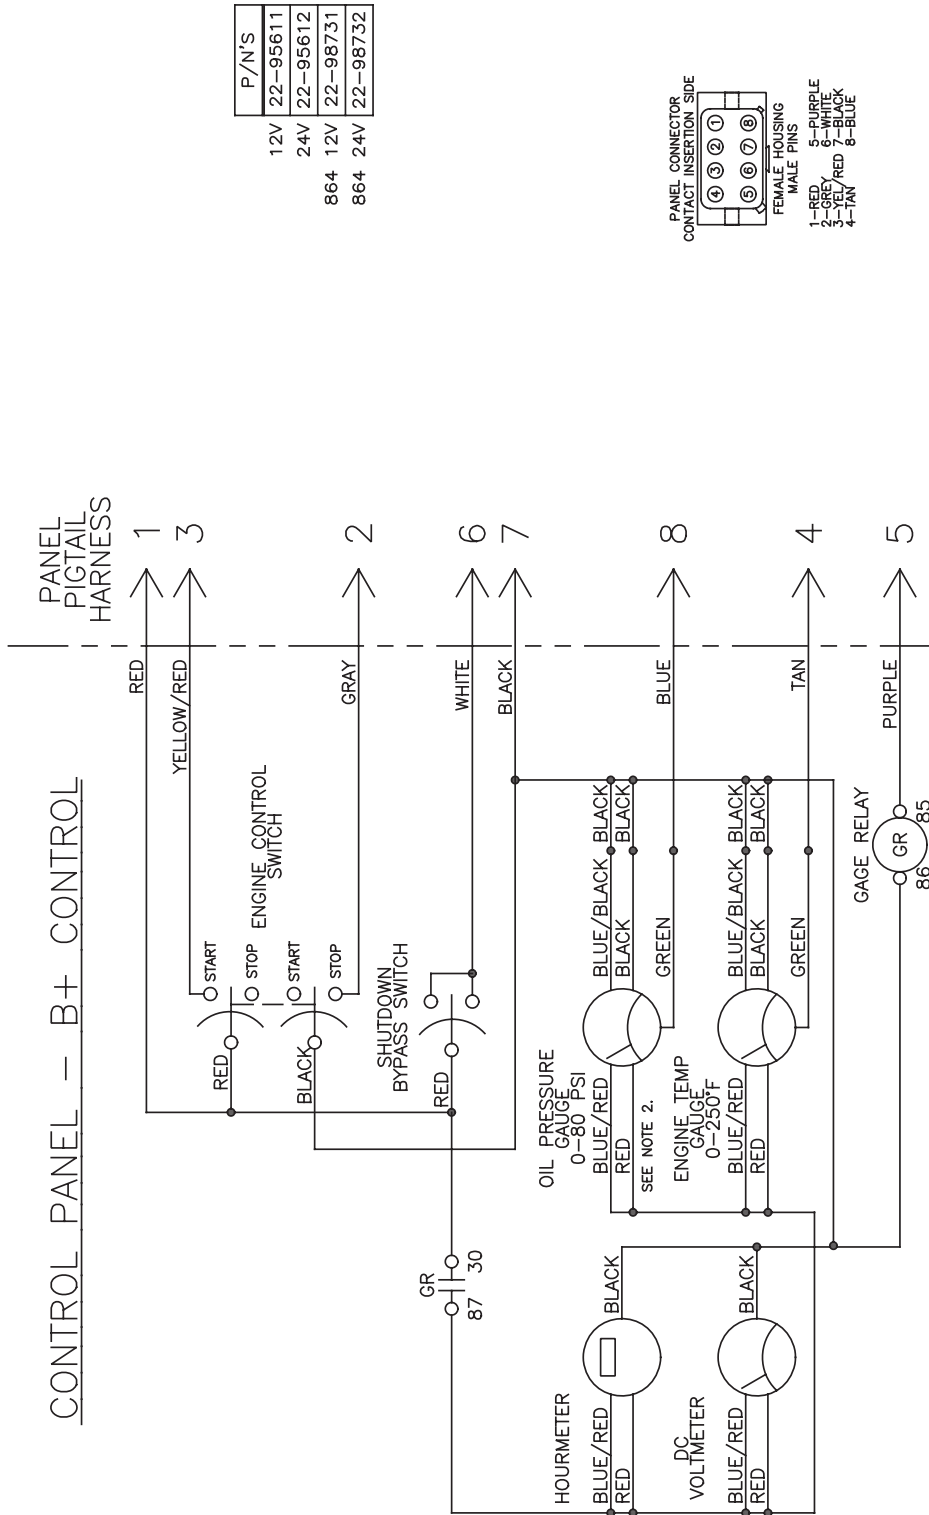 CONTROL PANEL - B+ CONTROL
PANEL
PIGTAIL
HARNESS
RED
1
YELLOW/RED
3
START
STOP
START
STOP
RED
BLACK
ENGINE CONTROL
SWITCH
GRAY
2
SHUTDOWN
BYPASS SWITCH
RED
WHITE
6
BLACK
7
GR
87
30
HOURMETER
BLUE/RED
RED
BLACK
OIL PRESSURE
GAUGE
0-80 PSI
BLUE/RED
RED
SEE NOTE 2.
BLUE/BLACK
BLACK
BLACK
BLACK
GREEN
BLUE
8
DC
VOLTMETER
BLUE/RED
RED
BLACK
ENGINE TEMP
GAUGE
0-250°F
BLUE/RED
RED
BLUE/BLACK
BLACK
BLACK
BLACK
GREEN
TAN
4
GAGE RELAY
GR
86
85
PURPLE
5
P/N'S
12V 22-95611
24V 22-95612
864 12V 22-98731
864 24V 22-98732
PANEL CONNECTOR
CONTACT INSERTION SIDE
4 3 2 1
5 6 7 8
FEMALE HOUSING
MALE PINS
1-RED 5-PURPLE
2-GREY 6-WHITE
3-YEL/RED 7-BLACK
4-TAN 8-BLUE